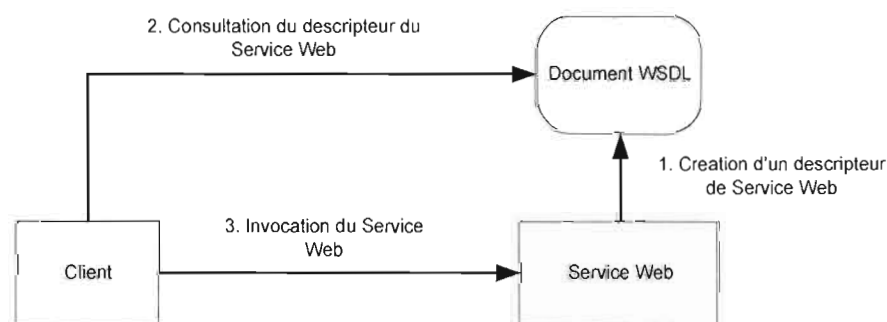 2. Consultation du descripteur du
Service Web
Document WSDL
1. Creation d'un descripteur
de Service Web
3. Invocation du Service
Web
Client
Service Web